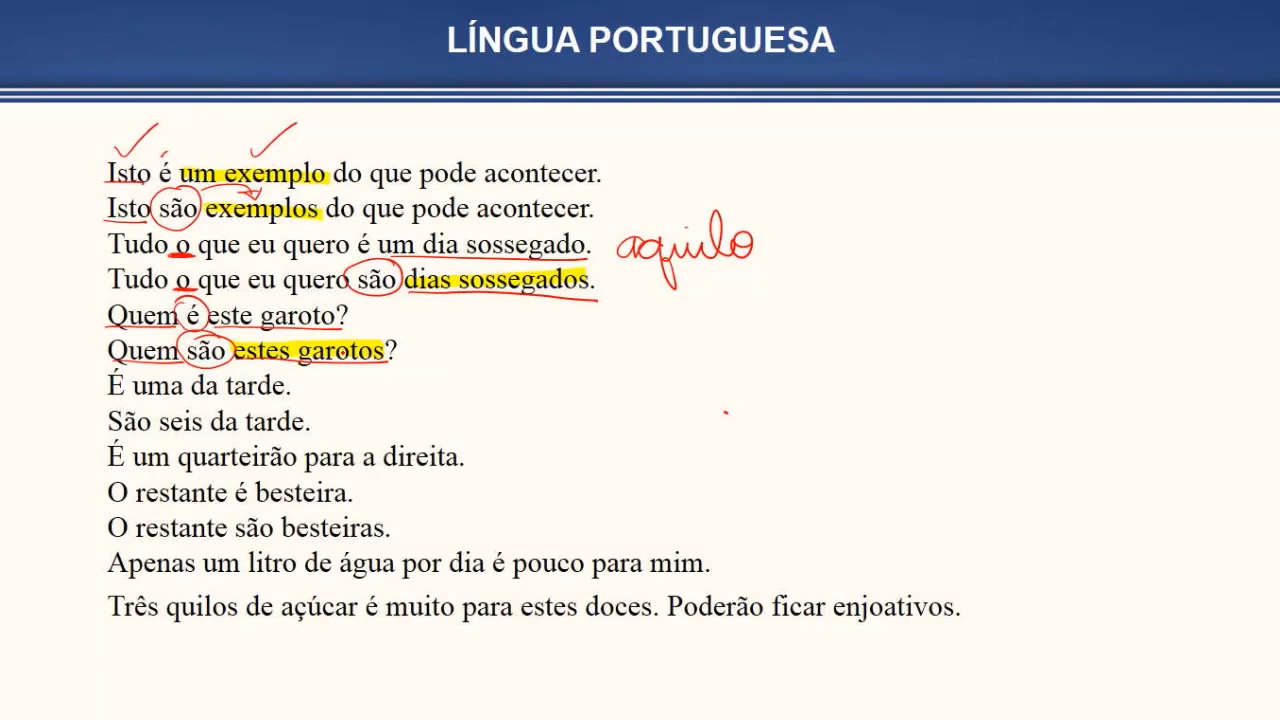 LÍNGUA PORTUGUESA
Isto é um exemplo do que pode acontecer.
Isto são exemplos do que pode acontecer.
Tudo o que eu quero é um dia sossegado. aquilo
Tudo o que eu quero são dias sossegados.
Quem é este garoto?
Quem são estes garotos?
É uma da tarde.
São seis da tarde.
É um quarteirão para a direita.
O restante é besteira.
O restante são besteiras.
Apenas um litro de água por dia é pouco para mim.
Três quilos de açúcar é muito para estes doces. Poderão ficar enjoativos.